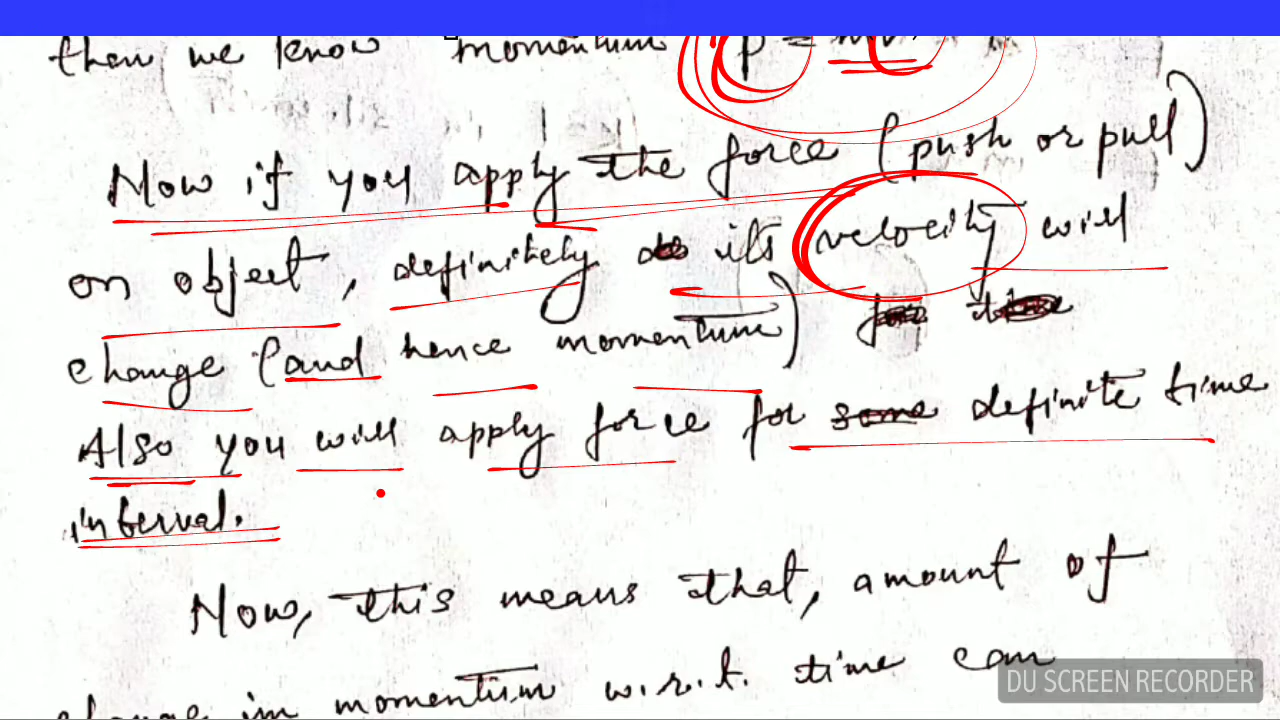 then we know momentum p = mv.
Now if you apply the force (push or pull)
on object, definitely its velocity will
change (and hence momentum)
Also you will apply force for some definite time
interval.
Now, this means that, amount of
change in momentum w.r.t. time can
DU SCREEN RECORDER